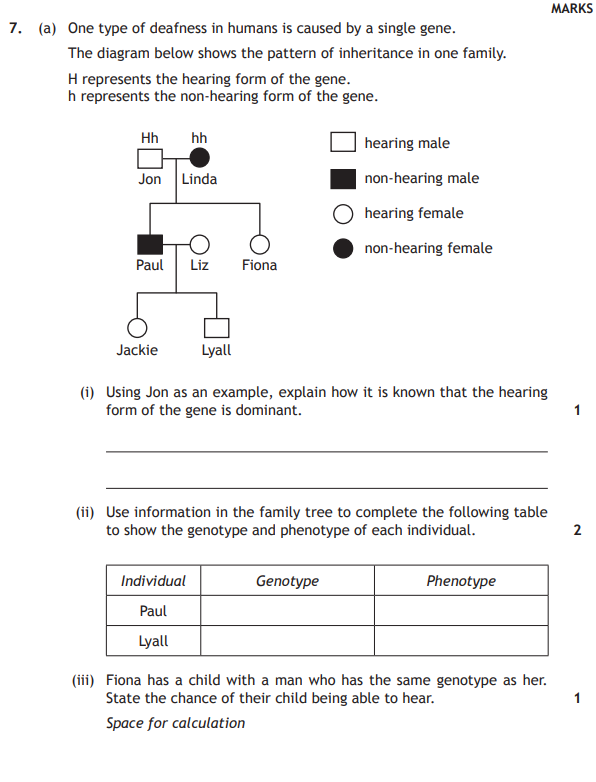 MARKS
7. (a) One type of deafness in humans is caused by a single gene.
The diagram below shows the pattern of inheritance in one family.
H represents the hearing form of the gene.
h represents the non-hearing form of the gene.
Hh hh
Jon Linda
hearing male
non-hearing male
hearing female
non-hearing female
Paul Liz Fiona
Jackie Lyall
(i) Using Jon as an example, explain how it is known that the hearing
form of the gene is dominant. 1
(ii) Use information in the family tree to complete the following table
to show the genotype and phenotype of each individual. 2
Individual Genotype Phenotype
Paul
Lyall
(iii) Fiona has a child with a man who has the same genotype as her.
State the chance of their child being able to hear. 1
Space for calculation